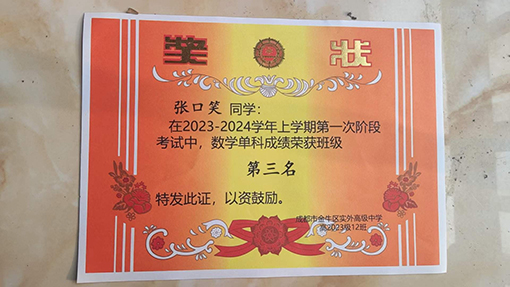 奖 状
张口笑 同学：
在2023-2024学年上学期第一次阶段
考试中，数学单科成绩荣获班级
第三名
特发此证，以资鼓励。
成都市金牛区实外高级中学
高2023级12班